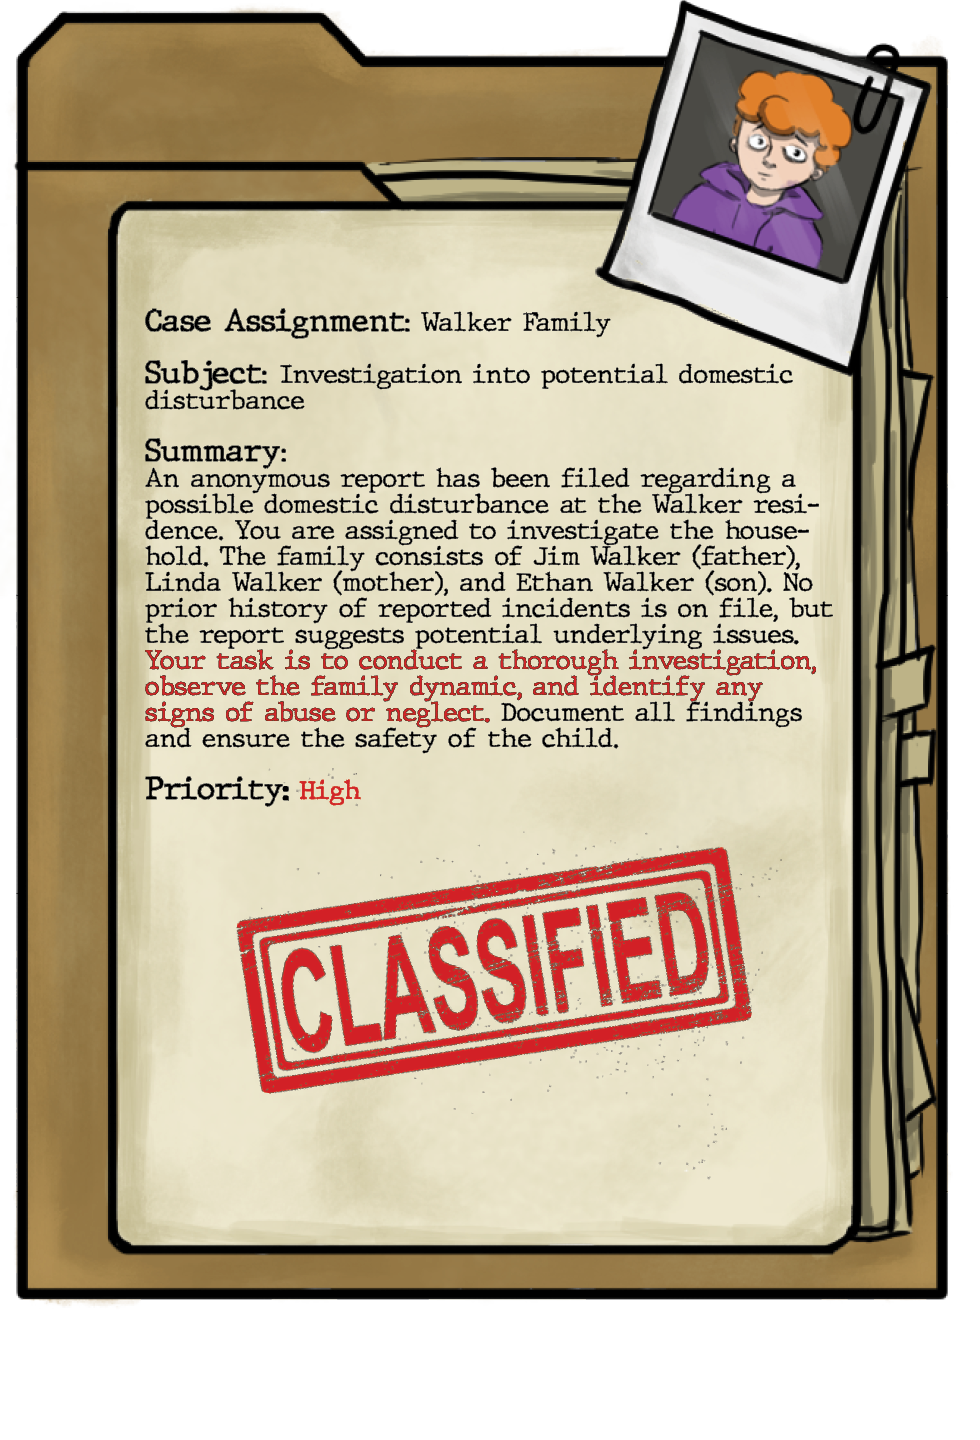 Case Assignment: Walker Family
Subject: Investigation into potential domestic
disturbance
Summary:
An anonymous report has been filed regarding a
possible domestic disturbance at the Walker resi-
dence. You are assigned to investigate the house-
hold. The family consists of Jim Walker (father),
Linda Walker (mother), and Ethan Walker (son). No
prior history of reported incidents is on file, but
the report suggests potential underlying issues.
Your task is to conduct a thorough investigation,
observe the family dynamic, and identify any
signs of abuse or neglect. Document all findings
and ensure the safety of the child.
Priority: High
CLASSIFIED